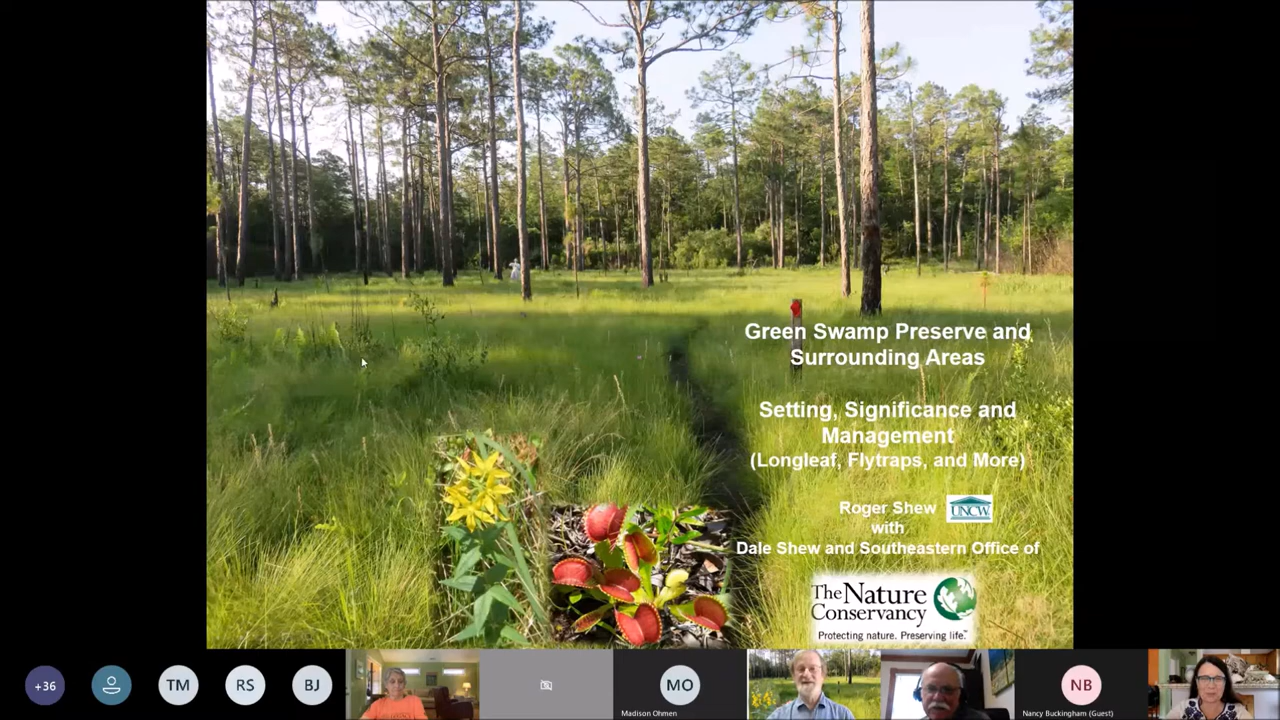 Green Swamp Preserve and
Surrounding Areas
Setting, Significance and
Management
(Longleaf, Flytraps, and More)
Roger Shew
UNCW
with
Dale Shew and Southeastern Office of
The Nature
Conservancy
Protecting nature. Preserving life.™
+36
TM
RS
BJ
MO
Madison Ohmen
NB
Nancy Buckingham (Guest)